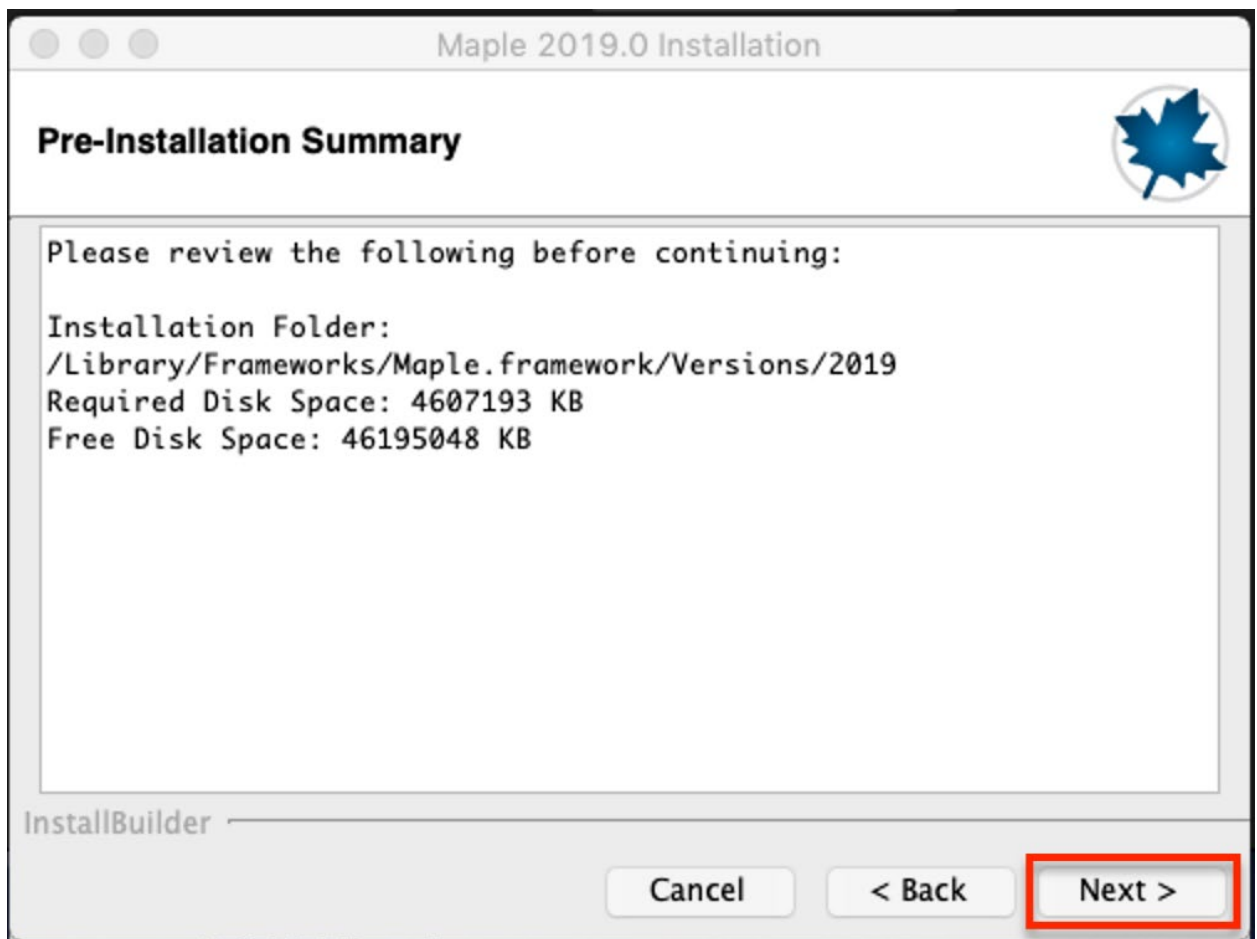 Maple 2019.0 Installation
Pre-Installation Summary
Please review the following before continuing:
Installation Folder:
/Library/Frameworks/Maple.framework/Versions/2019
Required Disk Space: 4607193 KB
Free Disk Space: 46195048 KB
InstallBuilder
Cancel
< Back
Next >